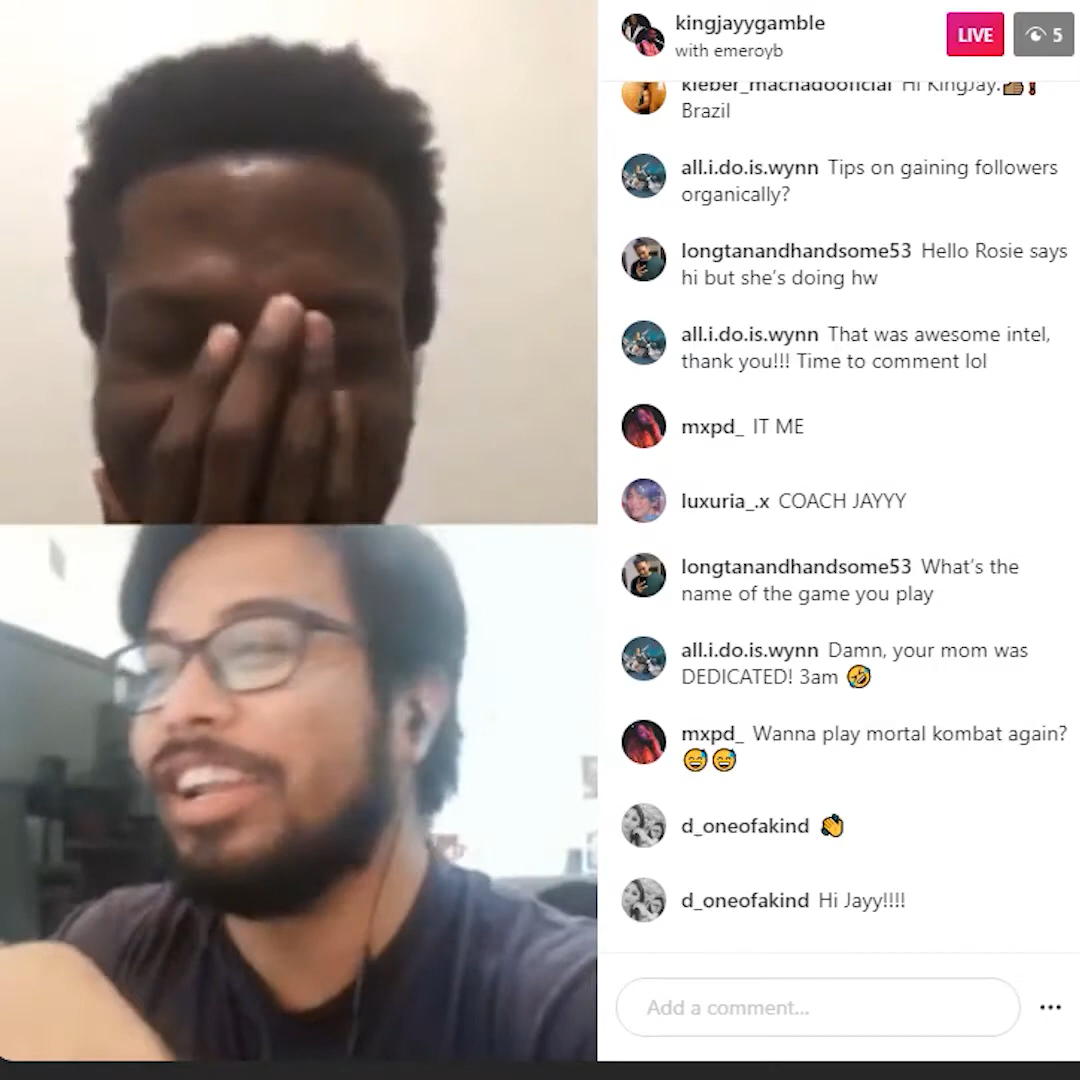 kingjayygamble
with emeroyb
LIVE
5
kleber_machadooficial Hi KingJay.
Brazil
all.i.do.is.wynn Tips on gaining followers
organically?
longtanandhandsome53 Hello Rosie says
hi but she's doing hw
all.i.do.is.wynn That was awesome intel,
thank you!!! Time to comment lol
mxpd_ IT ME
luxuria_.x COACH JAYYY
longtanandhandsome53 What's the
name of the game you play
all.i.do.is.wynn Damn, your mom was
DEDICATED! 3am 🤣
mxpd_ Wanna play mortal kombat again?
😅😅
d_oneofakind 👏
d_oneofakind Hi Jayy!!!!
Add a comment...